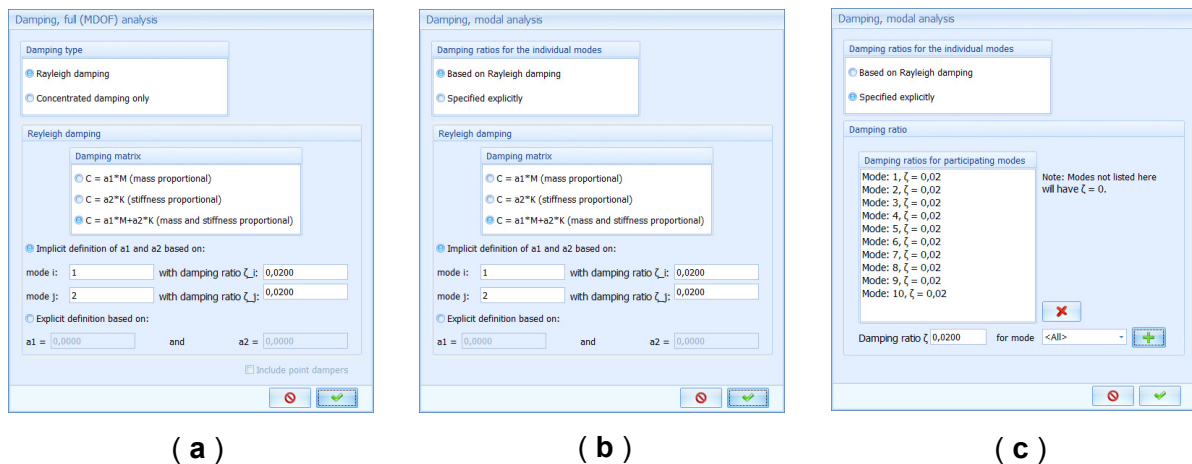 Damping, full (MDOF) analysis
Damping type
Rayleigh damping
Concentrated damping only
Reyleigh damping
Damping matrix
C = a1*M (mass proportional)
C = a2*K (stiffness proportional)
C = a1*M+a2*K (mass and stiffness proportional)
Implicit definition of a1 and a2 based on:
mode i: 1 with damping ratio ζ_i: 0,0200
mode j: 2 with damping ratio ζ_j: 0,0200
Explicit definition based on:
a1 = 0,0000 and a2 = 0,0000
Include point dampers
( a )
Damping, modal analysis
Damping ratios for the individual modes
Based on Rayleigh damping
Specified explicitly
Reyleigh damping
Damping matrix
C = a1*M (mass proportional)
C = a2*K (stiffness proportional)
C = a1*M+a2*K (mass and stiffness proportional)
Implicit definition of a1 and a2 based on:
mode i: 1 with damping ratio ζ_i: 0,0200
mode j: 2 with damping ratio ζ_j: 0,0200
Explicit definition based on:
a1 = 0,0000 and a2 = 0,0000
( b )
Damping, modal analysis
Damping ratios for the individual modes
Based on Rayleigh damping
Specified explicitly
Damping ratio
Damping ratios for participating modes
Mode: 1, ζ = 0,02
Mode: 2, ζ = 0,02
Mode: 3, ζ = 0,02
Mode: 4, ζ = 0,02
Mode: 5, ζ = 0,02
Mode: 6, ζ = 0,02
Mode: 7, ζ = 0,02
Mode: 8, ζ = 0,02
Mode: 9, ζ = 0,02
Mode: 10, ζ = 0,02
Note: Modes not listed here
will have ζ = 0.
Damping ratio ζ 0,0200 for mode <All>
( c )